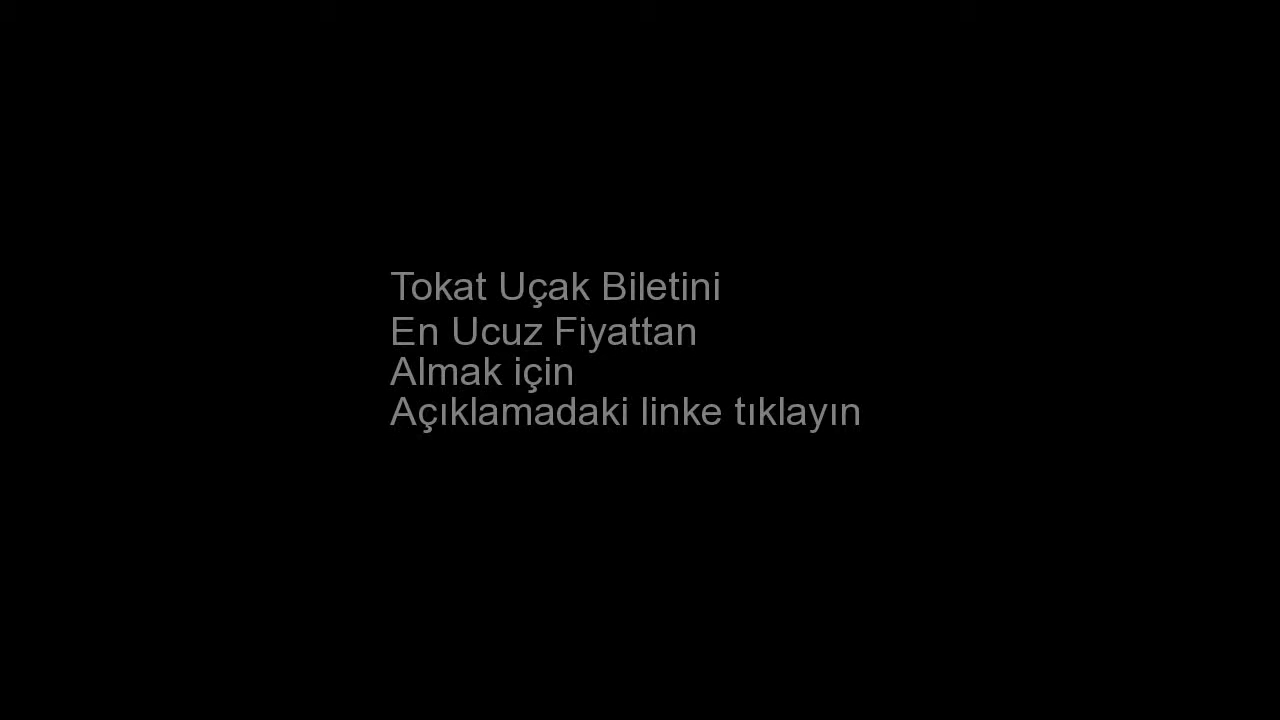 Tokat Uçak Biletini
En Ucuz Fiyattan
Almak için
Açıklamadaki linke tıklayın